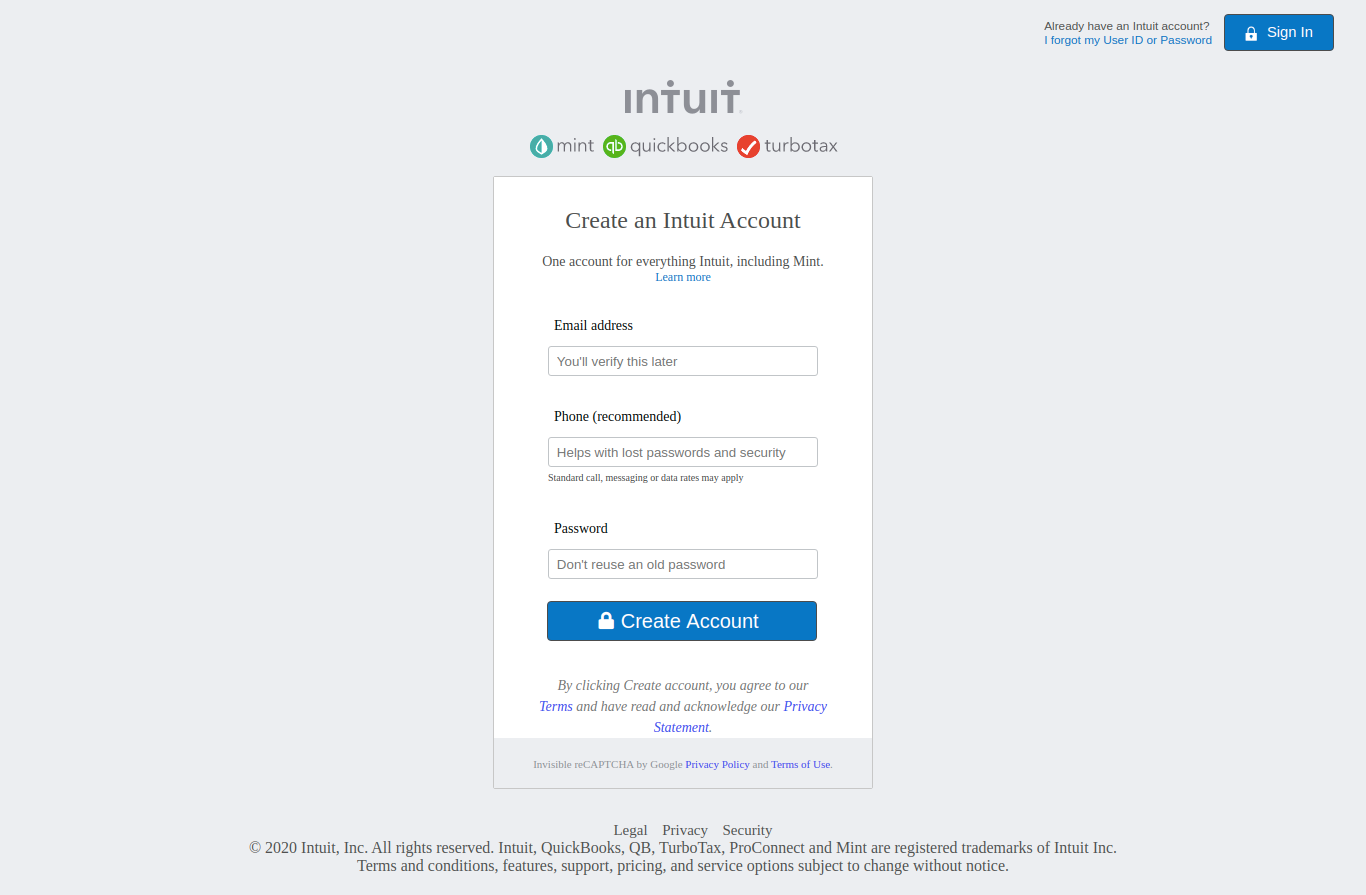 Already have an Intuit account?
I forgot my User ID or Password
Sign In
intuit
mint quickbooks turbotax
Create an Intuit Account
One account for everything Intuit, including Mint.
Learn more
Email address
You'll verify this later
Phone (recommended)
Helps with lost passwords and security
Standard call, messaging or data rates may apply
Password
Don't reuse an old password
Create Account
By clicking Create account, you agree to our
Terms and have read and acknowledge our Privacy
Statement.
Invisible reCAPTCHA by Google Privacy Policy and Terms of Use.
Legal Privacy Security
© 2020 Intuit, Inc. All rights reserved. Intuit, QuickBooks, QB, TurboTax, ProConnect and Mint are registered trademarks of Intuit Inc.
Terms and conditions, features, support, pricing, and service options subject to change without notice.